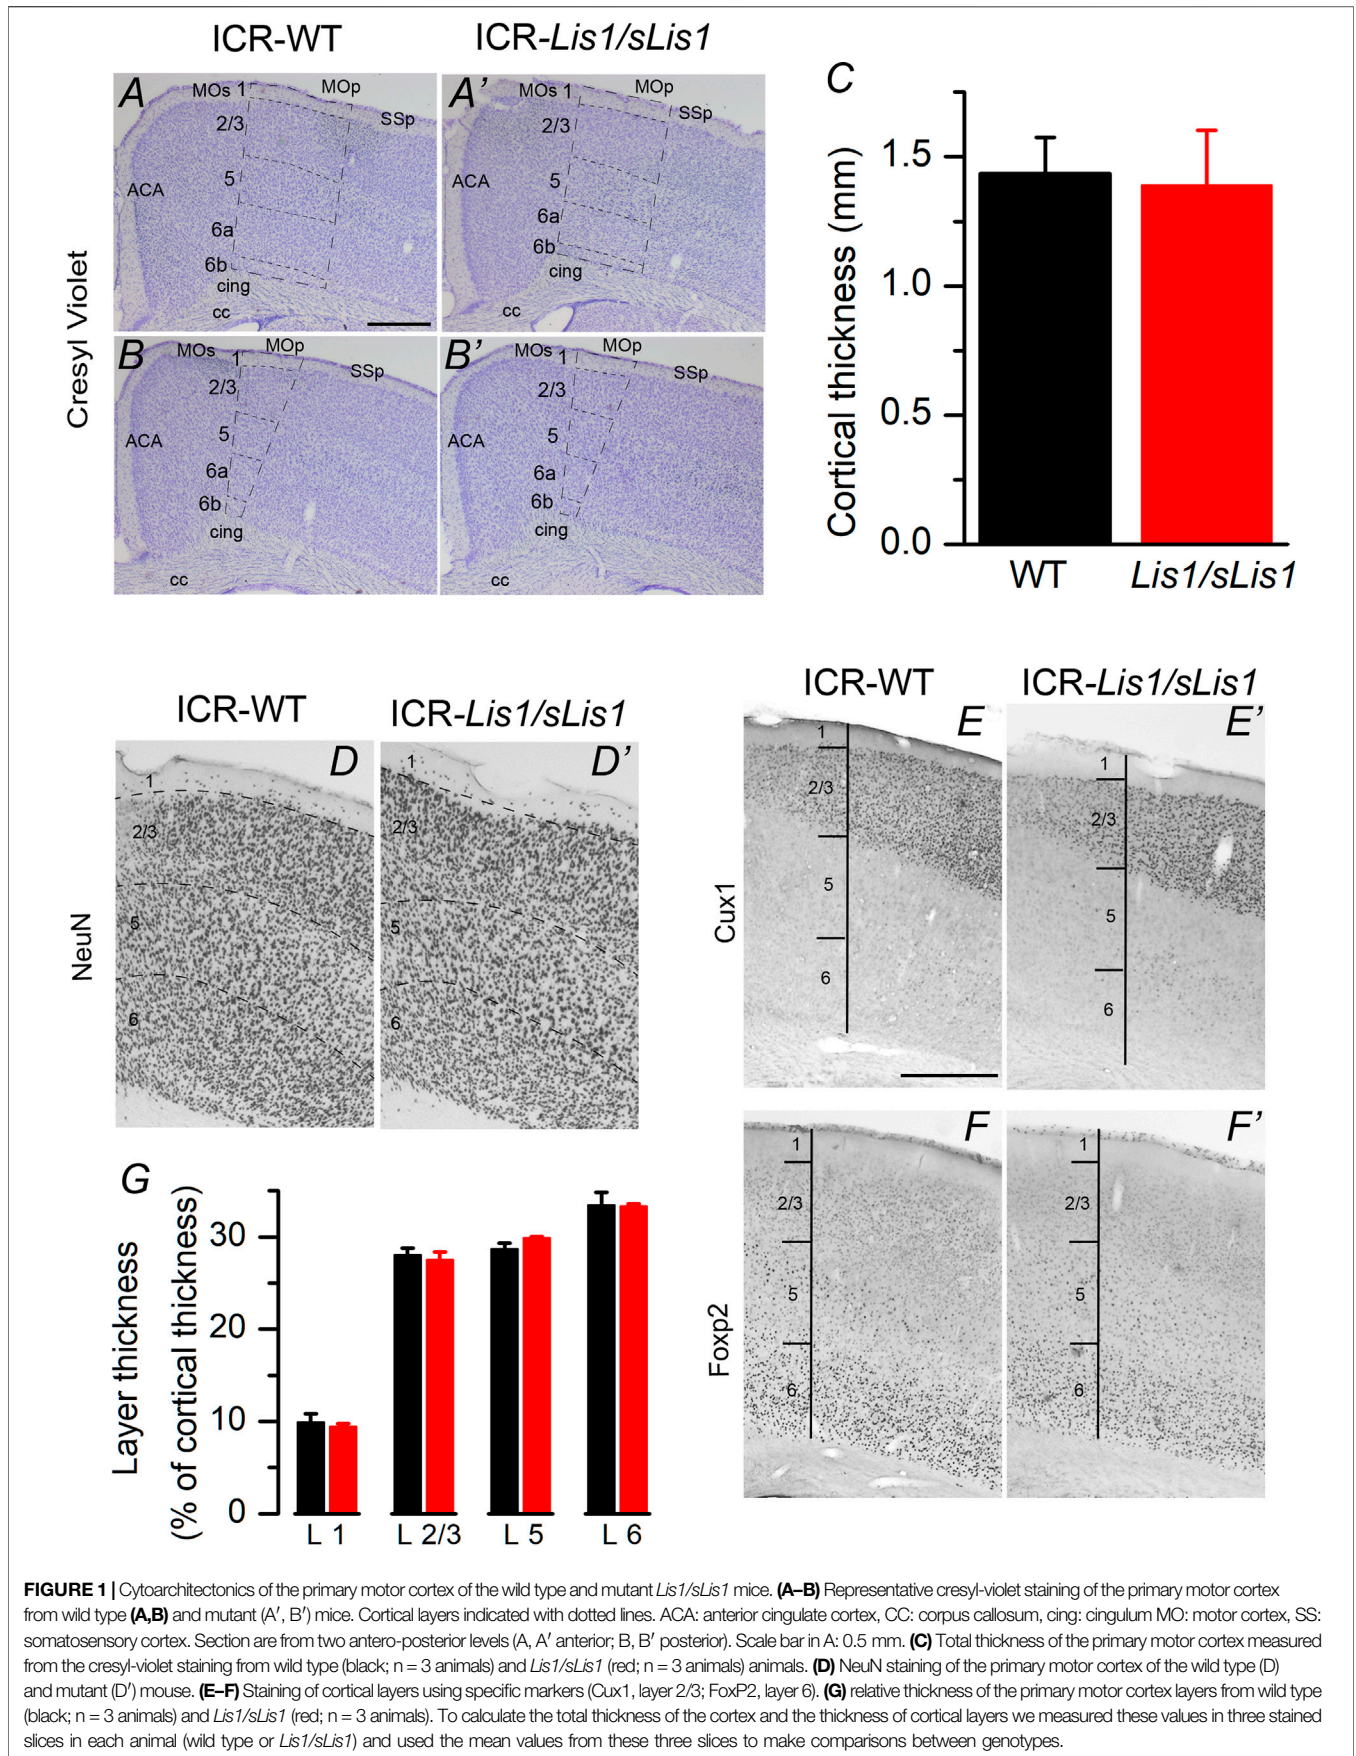 ICR-WT
ICR-Lis1/sLis1
A
MOs 1
MOp
SSp
2/3
5
ACA
6a
6b
cing
cc
A’
MOs 1
MOp
SSp
2/3
ACA
5
6a
6b
cing
cc
Cresyl Violet
B
MOs
1
MOp
SSp
2/3
ACA
5
6a
6b
cing
cc
B’
MOs 1
MOp
SSp
2/3
ACA
5
6a
6b
cing
cc
C
Cortical thickness (mm)
1.5
1.0
0.5
0.0
WT
Lis1/sLis1
ICR-WT
ICR-Lis1/sLis1
NeuN
D
1
2/3
5
6
D’
1
2/3
5
6
ICR-WT
ICR-Lis1/sLis1
Cux1
E
1
2/3
5
6
E’
1
2/3
5
6
Foxp2
F
1
2/3
5
6
F’
1
2/3
5
6
G
Layer thickness
(% of cortical thickness)
30
20
10
0
L 1
L 2/3
L 5
L 6
FIGURE 1 | Cytoarchitectonics of the primary motor cortex of the wild type and mutant Lis1/sLis1 mice. (A–B) Representative cresyl-violet staining of the primary motor cortex
from wild type (A,B) and mutant (A′, B′) mice. Cortical layers indicated with dotted lines. ACA: anterior cingulate cortex, CC: corpus callosum, cing: cingulum MO: motor cortex, SS:
somatosensory cortex. Section are from two antero-posterior levels (A, A′ anterior; B, B′ posterior). Scale bar in A: 0.5 mm. (C) Total thickness of the primary motor cortex measured
from the cresyl-violet staining from wild type (black; n = 3 animals) and Lis1/sLis1 (red; n = 3 animals) animals. (D) NeuN staining of the primary motor cortex of the wild type (D)
and mutant (D′) mouse. (E–F) Staining of cortical layers using specific markers (Cux1, layer 2/3; FoxP2, layer 6). (G) relative thickness of the primary motor cortex layers from wild type
(black; n = 3 animals) and Lis1/sLis1 (red; n = 3 animals). To calculate the total thickness of the cortex and the thickness of cortical layers we measured these values in three stained
slices in each animal (wild type or Lis1/sLis1) and used the mean values from these three slices to make comparisons between genotypes.